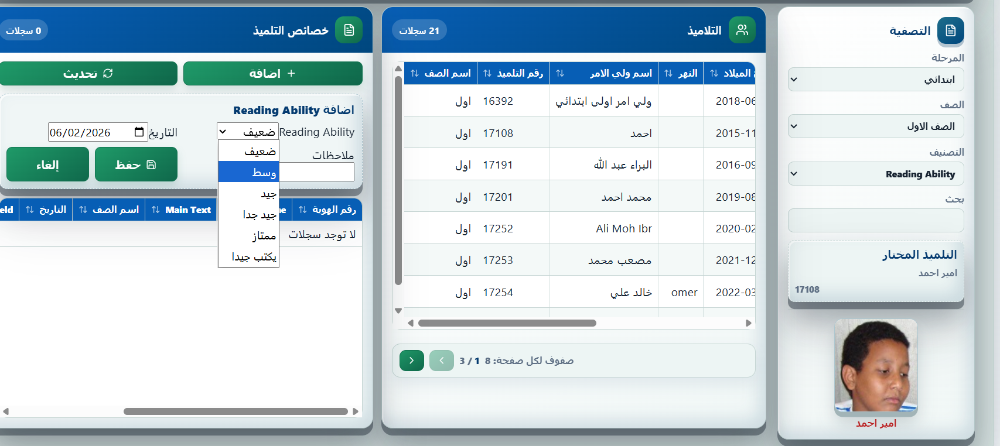 التصفية
المرحلة
ابتدائي
الصف
الصف الاول
التصنيف
Reading Ability
بحث
التلميذ المختار
امير احمد
17108
امير احمد
التلاميذ
21 سجلات
الميلاد النهر اسم ولي الامر رقم التلميذ اسم الصف
2018-06 ولي امر اولى ابتدائي 16392 اول
2015-11 احمد 17108 اول
2016-09 البراء عبد الله 17191 اول
2019-08 محمد احمد 17201 اول
2020-02 Ali Moh Ibr 17252 اول
2021-12 مصعب محمد 17253 اول
2022-03 omer خالد علي 17254 اول
صفوف لكل صفحة: 8 1 / 3
خصائص التلميذ
0 سجلات
+ اضافة
تحديث
اضافة Reading Ability
Reading Ability ضعيف
التاريخ 06/02/2026
ضعيف
وسط
جيد
جيد جدا
ممتاز
يكتب جيدا
ملاحظات
حفظ
إلغاء
رقم الهوية Main Text اسم الصف التاريخ
لا توجد سجلات